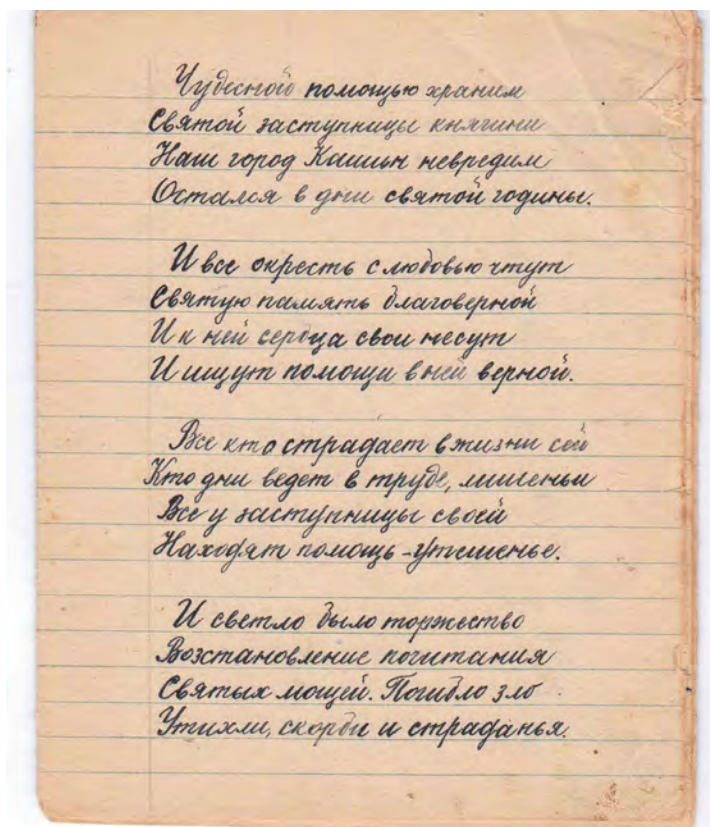 Чудесной помощью храним
Святой заступницы княгини
Наш город Кашин невредим
Остался в дни святой годины.
И все окресть с любовью чтут
Святую память благоверной
И к ней сердца свои несут
И ищут помощи в ней верной.
Все кто страдает в жизни сей
Кто дни ведет в труде, лишеньи
Все у заступницы своей
Находят помощь-утешенье.
И светло было торжество
Возстановление почитания
Святых мощей. Погибло зло
Утихли, скорби и страданья.